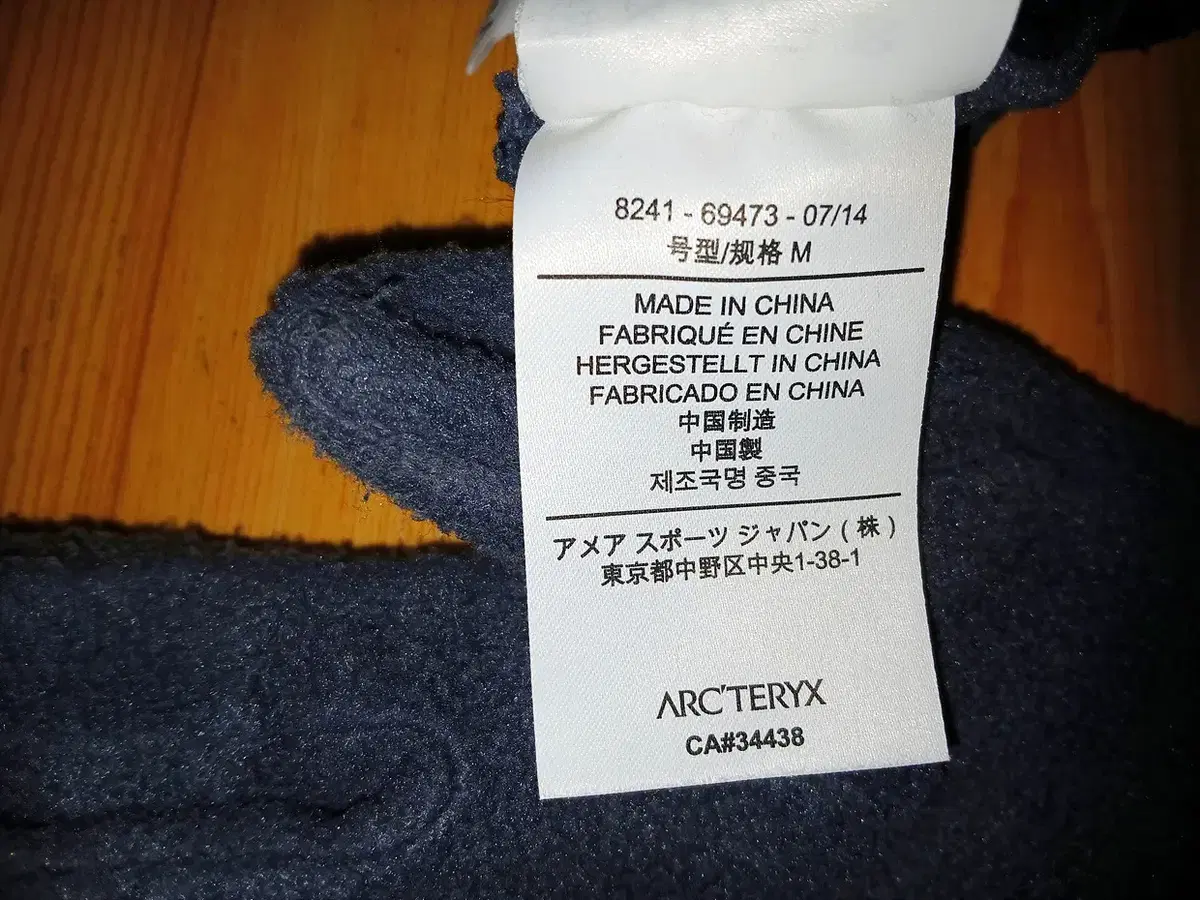 8241 - 69473 - 07/14
号型/规格 M
MADE IN CHINA
FABRIQUÉ EN CHINE
HERGESTELLT IN CHINA
FABRICADO EN CHINA
中国制造
中国製
제조국명 중국
アメア スポーツ ジャパン ( 株 )
東京都中野区中央1-38-1
ARC'TERYX
CA#34438